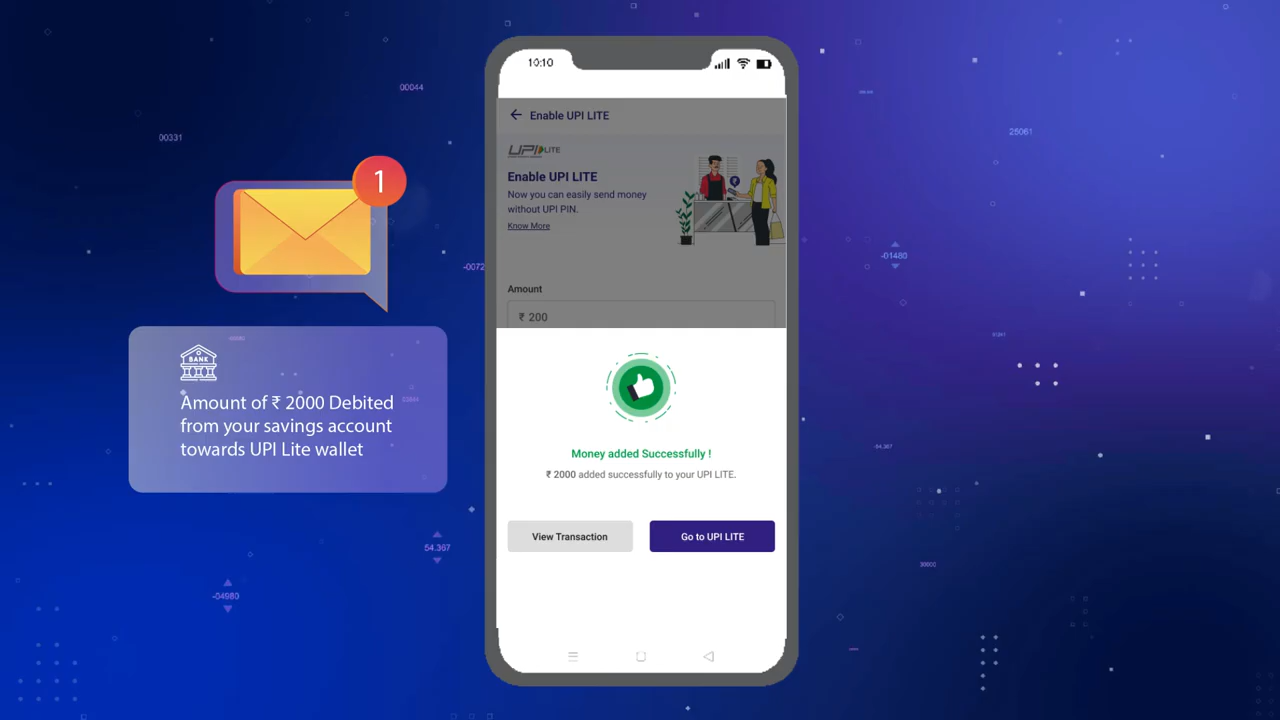 00044
00331
25061
-0072
-01480
1
BANK
Amount of ₹ 2000 Debited
from your savings account
towards UPI Lite wallet
54.367
-04980
30600
10:10
Enable UPI LITE
UPI LITE
Enable UPI LITE
Now you can easily send money
without UPI PIN.
Know More
Amount
₹ 200
Money added Successfully !
₹ 2000 added successfully to your UPI LITE.
View Transaction
Go to UPI LITE